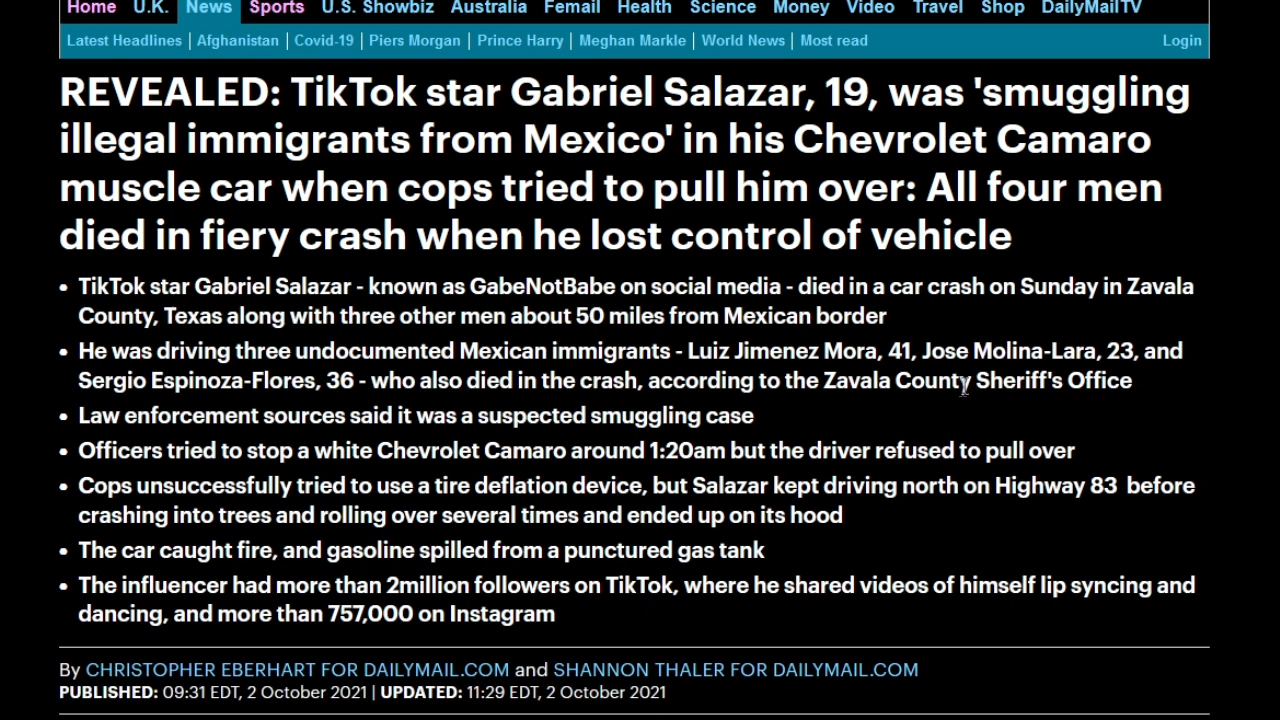 Home U.K. News Sports U.S. Showbiz Australia Femail Health Science Money Video Travel Shop DailyMailTV
Latest Headlines | Afghanistan | Covid-19 | Piers Morgan | Prince Harry | Meghan Markle | World News | Most read Login
REVEALED: TikTok star Gabriel Salazar, 19, was 'smuggling
illegal immigrants from Mexico' in his Chevrolet Camaro
muscle car when cops tried to pull him over: All four men
died in fiery crash when he lost control of vehicle
• TikTok star Gabriel Salazar - known as GabeNotBabe on social media - died in a car crash on Sunday in Zavala
County, Texas along with three other men about 50 miles from Mexican border
• He was driving three undocumented Mexican immigrants - Luiz Jimenez Mora, 41, Jose Molina-Lara, 23, and
Sergio Espinoza-Flores, 36 - who also died in the crash, according to the Zavala County Sheriff's Office
• Law enforcement sources said it was a suspected smuggling case
• Officers tried to stop a white Chevrolet Camaro around 1:20am but the driver refused to pull over
• Cops unsuccessfully tried to use a tire deflation device, but Salazar kept driving north on Highway 83 before
crashing into trees and rolling over several times and ended up on its hood
• The car caught fire, and gasoline spilled from a punctured gas tank
• The influencer had more than 2million followers on TikTok, where he shared videos of himself lip syncing and
dancing, and more than 757,000 on Instagram
By CHRISTOPHER EBERHART FOR DAILYMAIL.COM and SHANNON THALER FOR DAILYMAIL.COM
PUBLISHED: 09:31 EDT, 2 October 2021 | UPDATED: 11:29 EDT, 2 October 2021